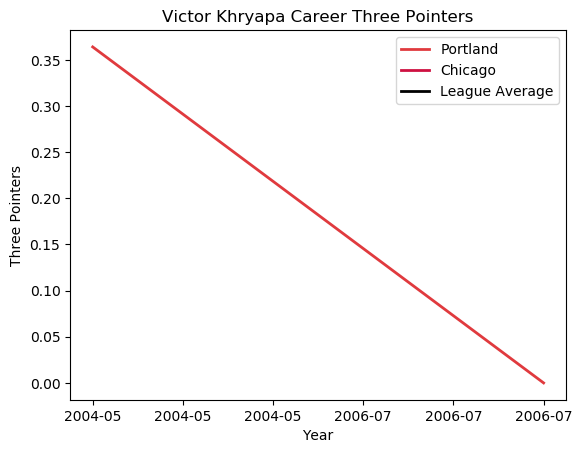 Victor Khryapa Career Three Pointers
Portland
Chicago
League Average
Three Pointers
0.35
0.30
0.25
0.20
0.15
0.10
0.05
0.00
2004-05 2004-05 2004-05 2006-07 2006-07 2006-07
Year